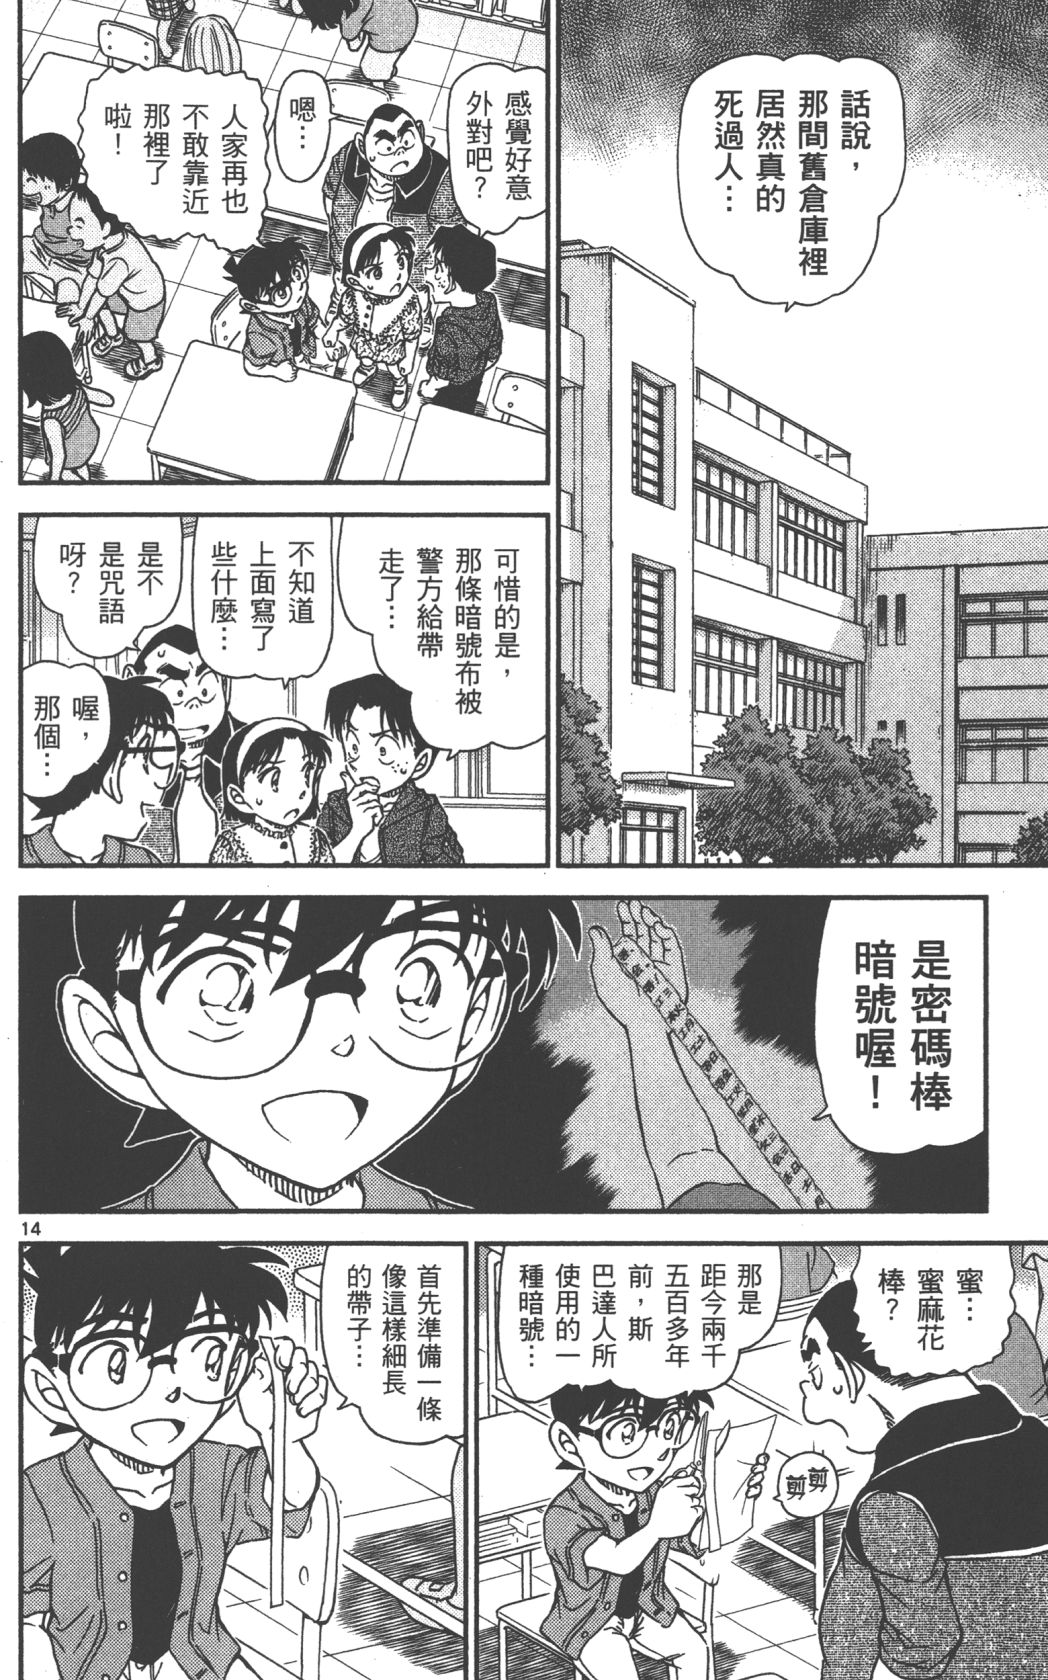 話說，
那間舊倉庫裡
居然真的
死過人…
感覺好意
外對吧？
嗯…
人家再也
不敢靠近
那裡了
啦！
可惜的是，
那條暗號布被
警方給帶
走了…
不知道
上面寫了
些什麼…
是不
是咒語
呀？
喔，
那個…
是密碼棒
暗號喔！
14
蜜…
蜜麻花
棒？
剪
剪
那是
距今兩千
五百多年
前，斯
巴達人所
使用的一
種暗號…
首先準備一條
像這樣細長
的帶子…